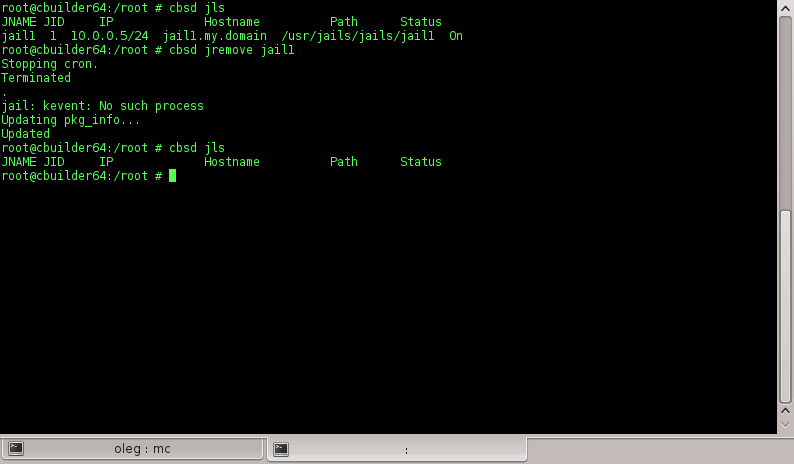 root@cbuilder64:/root # cbsd jls
JNAME JID     IP             Hostname          Path      Status
jail1  1  10.0.0.5/24  jail1.my.domain  /usr/jails/jails/jail1  On
root@cbuilder64:/root # cbsd jremove jail1
Stopping cron.
Terminated
.
jail: kevent: No such process
Updating pkg_info...
Updated
root@cbuilder64:/root # cbsd jls
JNAME JID     IP             Hostname          Path      Status
root@cbuilder64:/root #
oleg : mc
: